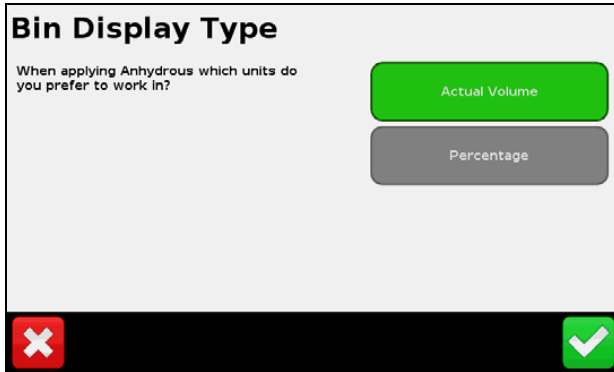 Bin Display Type
When applying Anhydrous which units do
you prefer to work in?
Actual Volume
Percentage